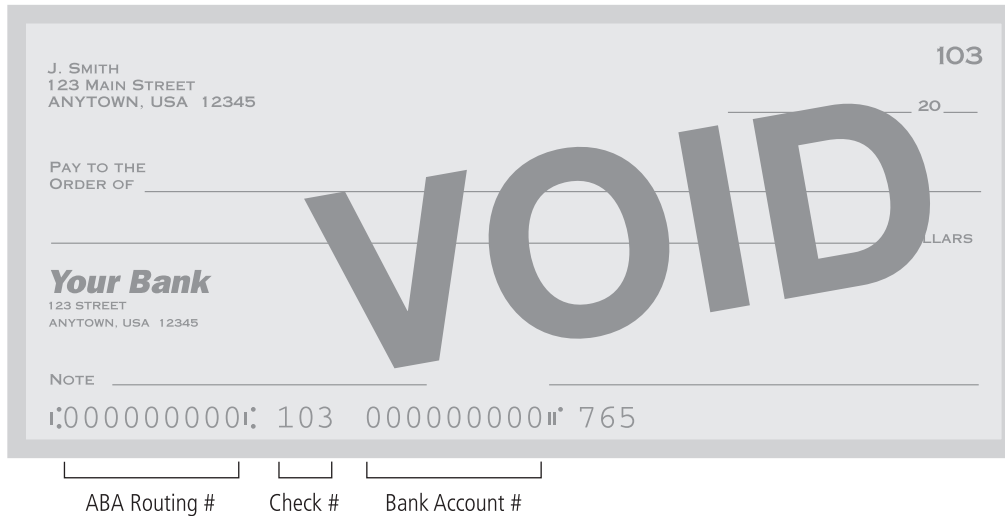 103
J. SMITH
123 MAIN STREET
ANYTOWN, USA 12345
20
PAY TO THE
ORDER OF
VOID
LLARS
Your Bank
123 STREET
ANYTOWN, USA 12345
NOTE
⑆000000000⑆ 103 000000000⑈ 765
ABA Routing # Check # Bank Account #